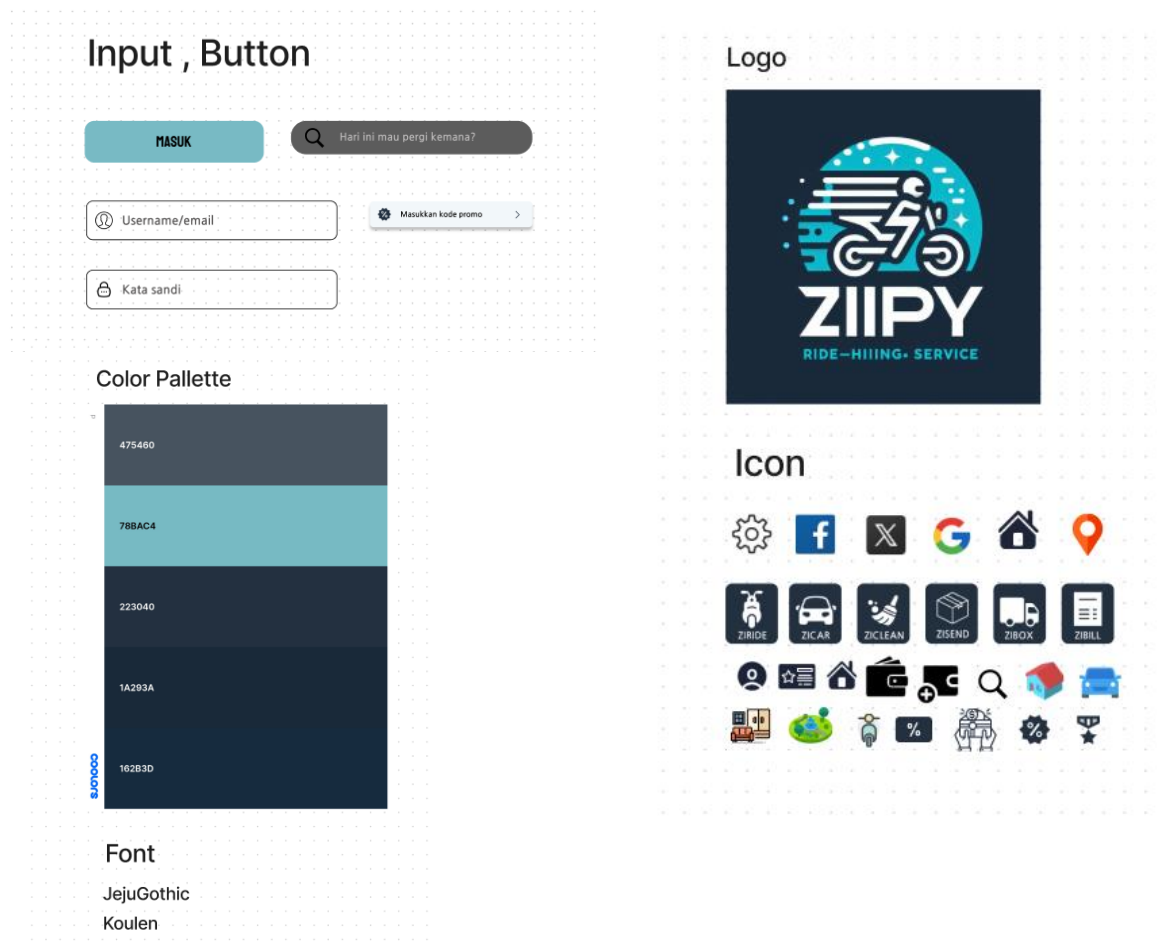 Input , Button
MASUK
Hari ini mau pergi kemana?
Username/email
Masukkan kode promo
Kata sandi
Color Pallette
475460
78BAC4
223040
1A293A
162B3D
coolors
Font
JejuGothic
Koulen
Logo
ZIIPY
RIDE–HIIING• SERVICE
Icon
ZIRIDE
ZICAR
ZICLEAN
ZISEND
ZIBOX
ZIBILL